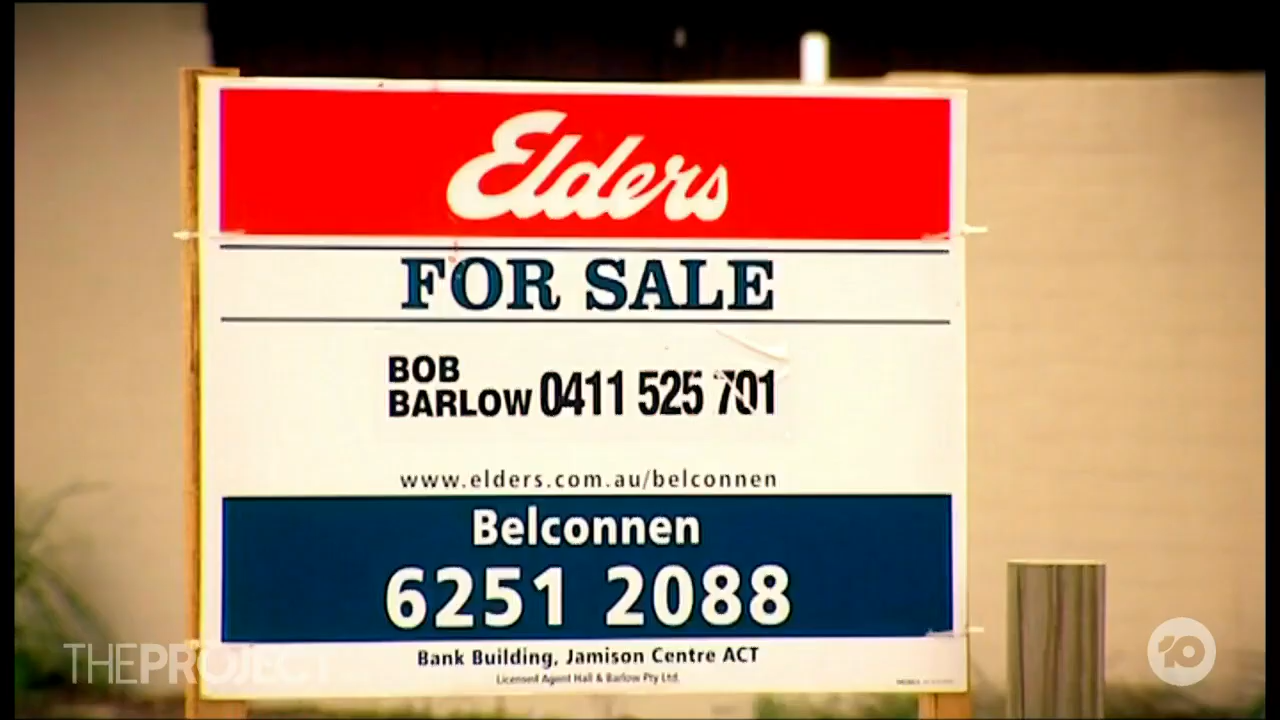 Elders
FOR SALE
BOB
BARLOW 0411 525 701
www.elders.com.au/belconnen
Belconnen
6251 2088
Bank Building, Jamison Centre ACT
Licensed Agent Hall & Barlow Pty Ltd.
THEPROJECT
10